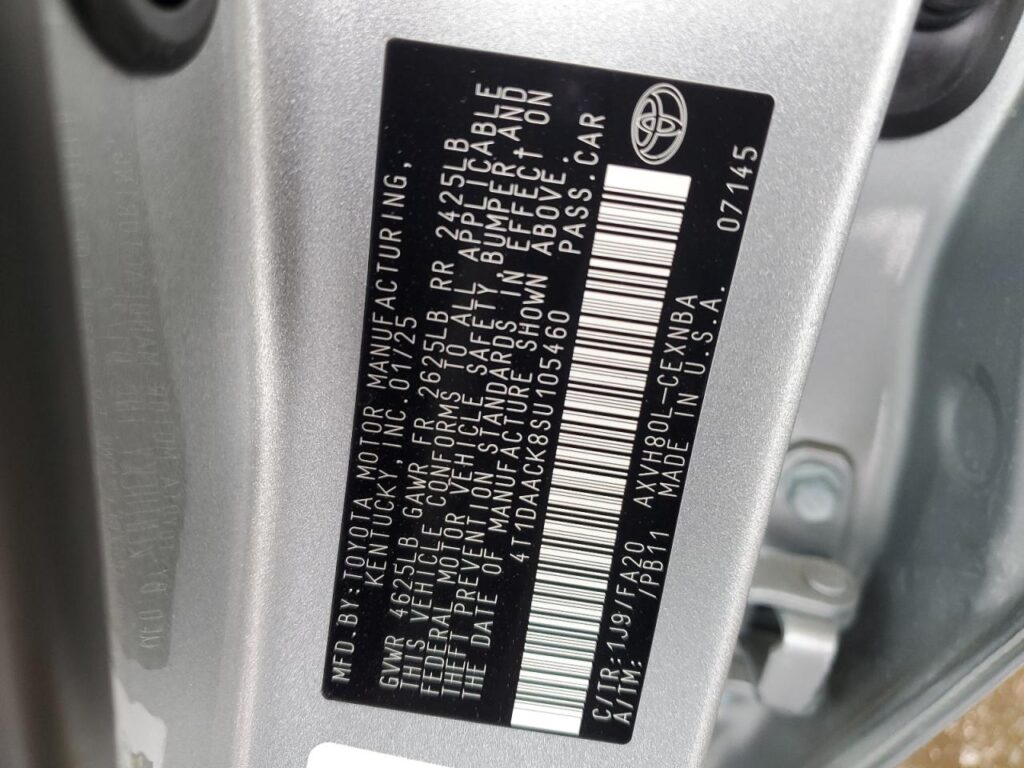 MFD.BY:TOYOTA MOTOR MANUFACTURING,
KENTUCKY,INC 01/25
GVWR 4625LB GAWR FR 2625LB RR 2425LB
THIS VEHICLE CONFORMS TO ALL APPLICABLE
FEDERAL MOTOR VEHICLE SAFETY,BUMPER,AND
THEFT PREVENTION STANDARDS IN EFFECT ON
THE DATE OF MANUFACTURE SHOWN ABOVE.
4T1DAACK8SU105460 PASS.CAR
C/TR:1J9/FA20 AXVH80L-CEXNBA
A/TM: /PB11 MADE IN U.S.A. 07145